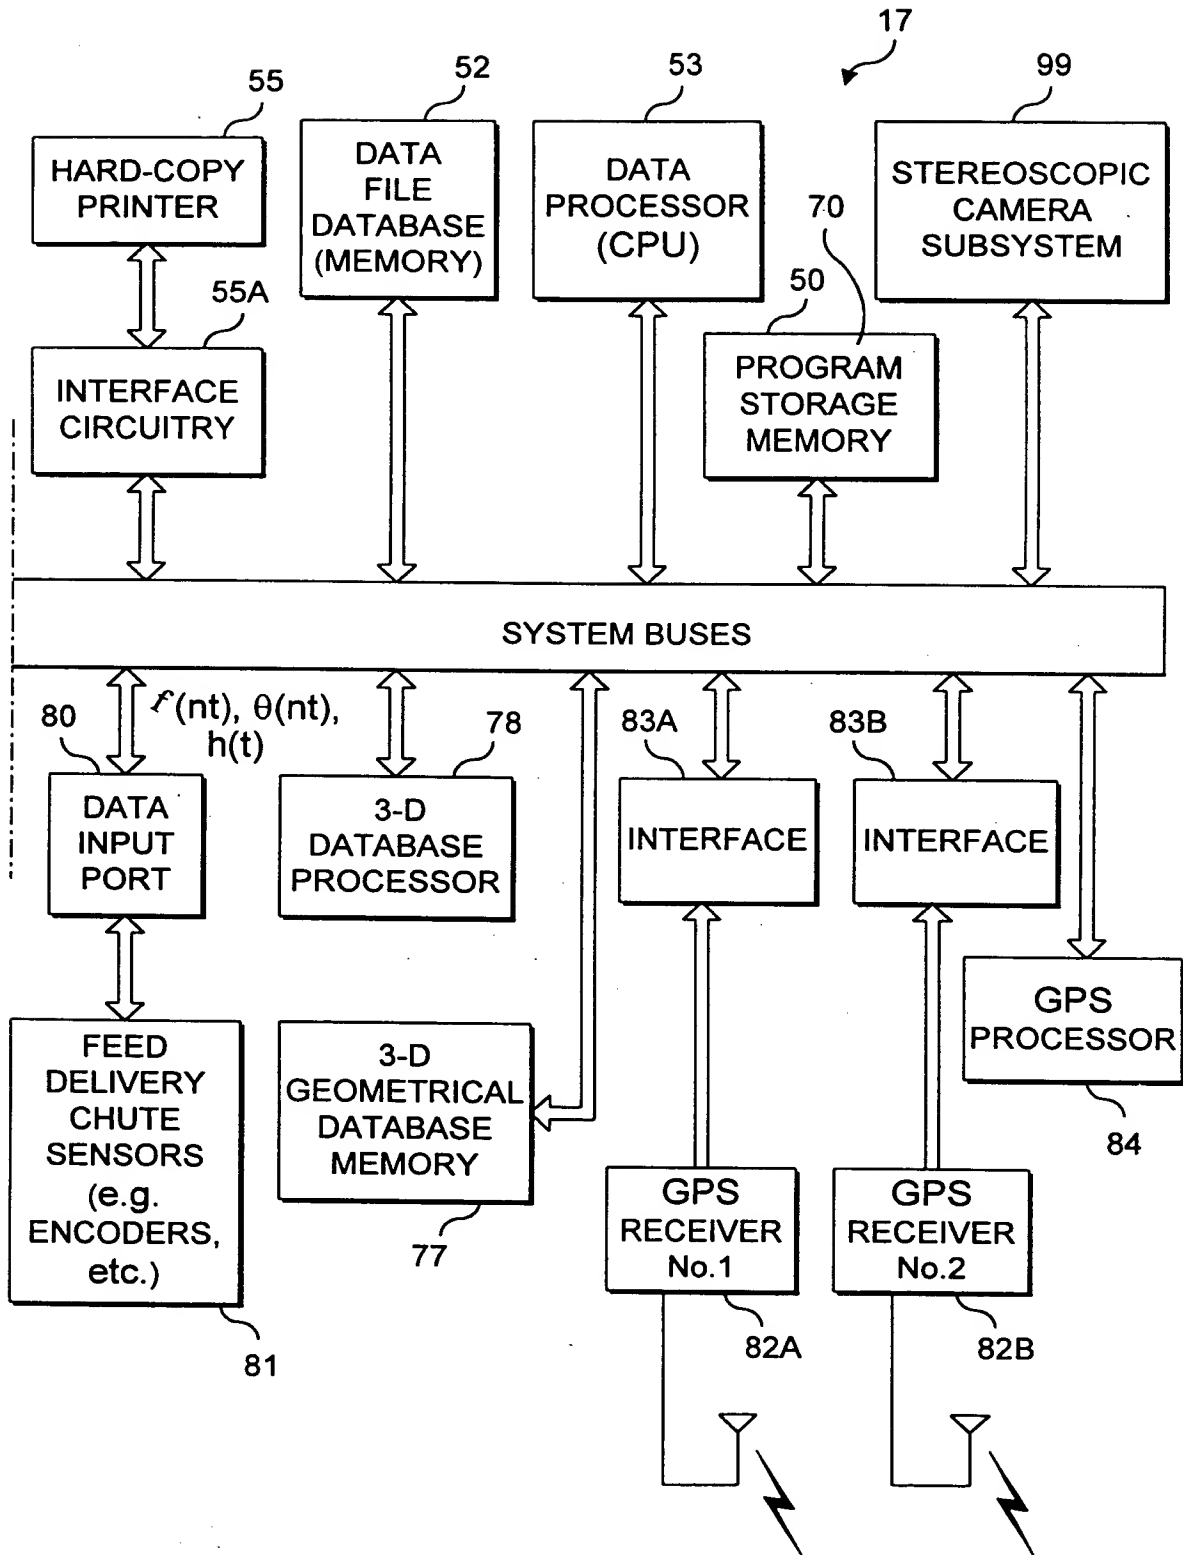 17
55
52
53
99
HARD-COPY
PRINTER
DATA
FILE
DATABASE
(MEMORY)
DATA
PROCESSOR
(CPU)
STEREOSCOPIC
CAMERA
SUBSYSTEM
70
50
55A
INTERFACE
CIRCUITRY
PROGRAM
STORAGE
MEMORY
SYSTEM BUSES
f(nt), θ(nt),
h(t)
80
78
83A
83B
DATA
INPUT
PORT
3-D
DATABASE
PROCESSOR
INTERFACE
INTERFACE
GPS
PROCESSOR
84
FEED
DELIVERY
CHUTE
SENSORS
(e.g.
ENCODERS,
etc.)
81
3-D
GEOMETRICAL
DATABASE
MEMORY
77
GPS
RECEIVER
No.1
82A
GPS
RECEIVER
No.2
82B